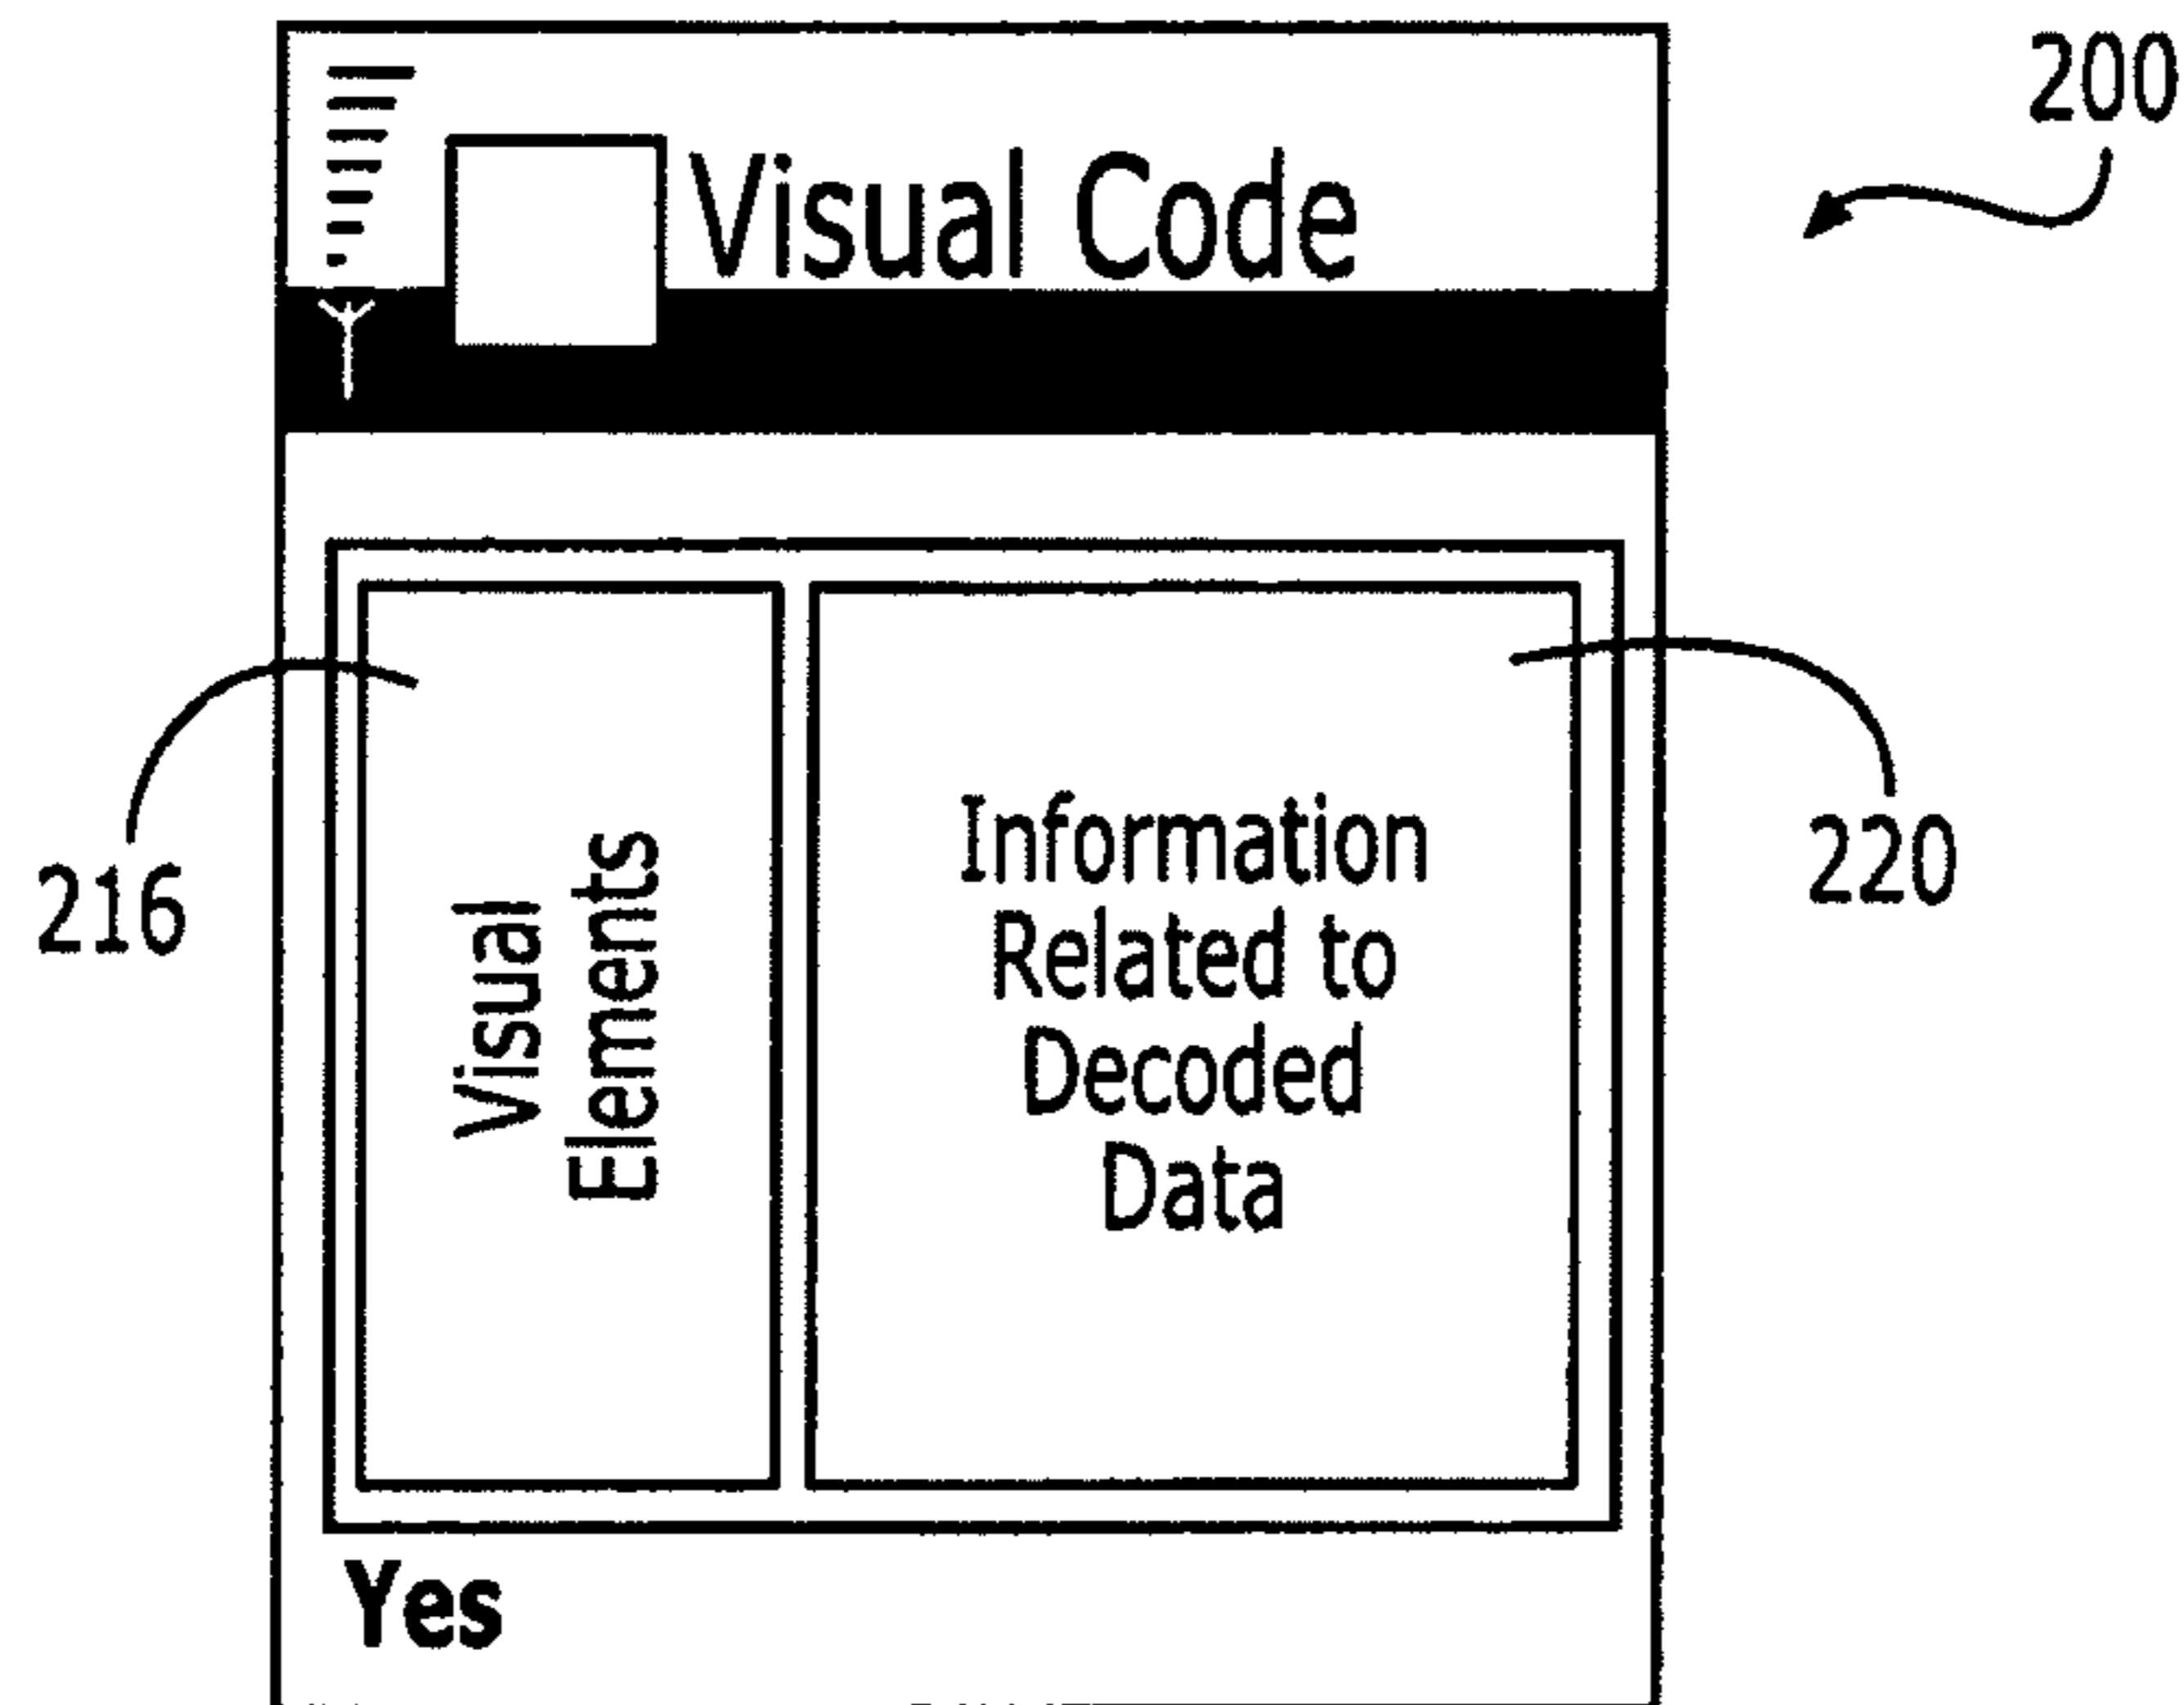 200
Visual Code
216
Visual
Elements
Information
Related to
Decoded
Data
220
Yes